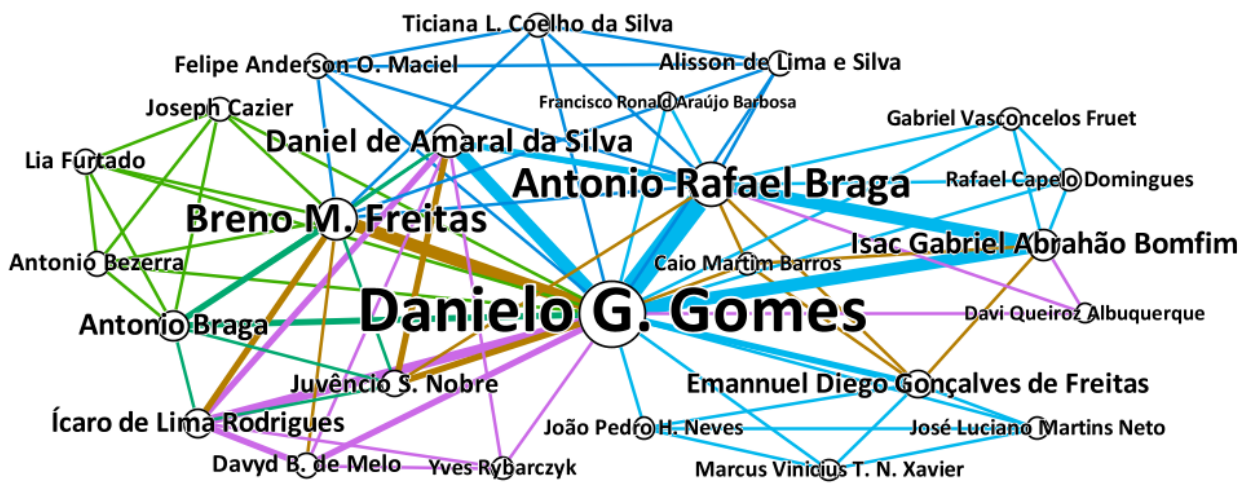 Ticiana L. Coelho da Silva
Felipe Anderson O. Maciel
Alisson de Lima e Silva
Francisco Ronald Araújo Barbosa
Joseph Cazier
Gabriel Vasconcelos Fruet
Daniel de Amaral da Silva
Lia Furtado
Antonio Rafael Braga
Rafael Capelo Domingues
Breno M. Freitas
Isac Gabriel Abrahão Bomfim
Antonio Bezerra
Caio Martim Barros
Danielo G. Gomes
Davi Queiroz Albuquerque
Antonio Braga
Juvêncio S. Nobre
Emannuel Diego Gonçalves de Freitas
Ícaro de Lima Rodrigues
João Pedro H. Neves
José Luciano Martins Neto
Davyd B. de Melo
Yves Rybarczyk
Marcus Vinicius T. N. Xavier